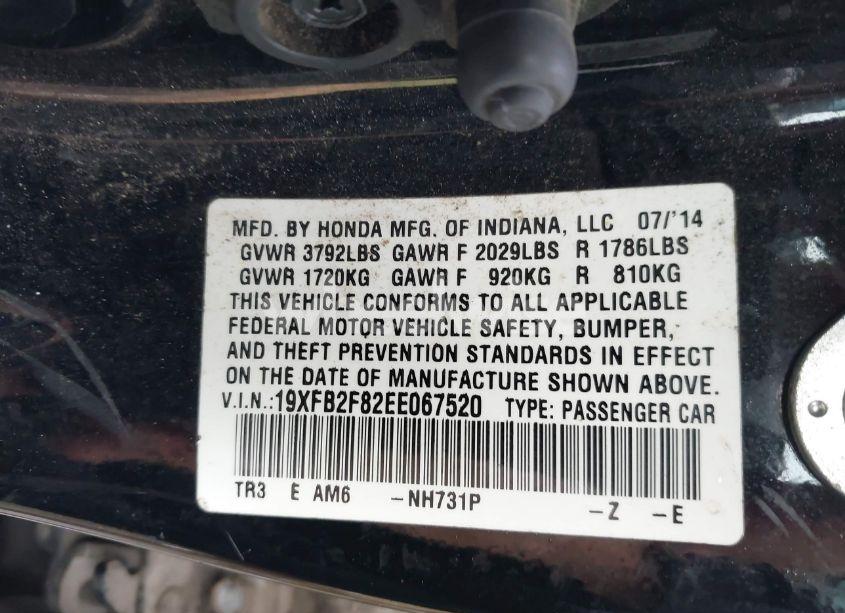 MFD. BY HONDA MFG. OF INDIANA, LLC 07/'14
GVWR 3792LBS GAWR F 2029LBS R 1786LBS
GVWR 1720KG GAWR F 920KG R 810KG
THIS VEHICLE CONFORMS TO ALL APPLICABLE
FEDERAL MOTOR VEHICLE SAFETY, BUMPER,
AND THEFT PREVENTION STANDARDS IN EFFECT
ON THE DATE OF MANUFACTURE SHOWN ABOVE.
V.I.N.:19XFB2F82EE067520 TYPE: PASSENGER CAR
TR3 E AM6 -NH731P -Z -E